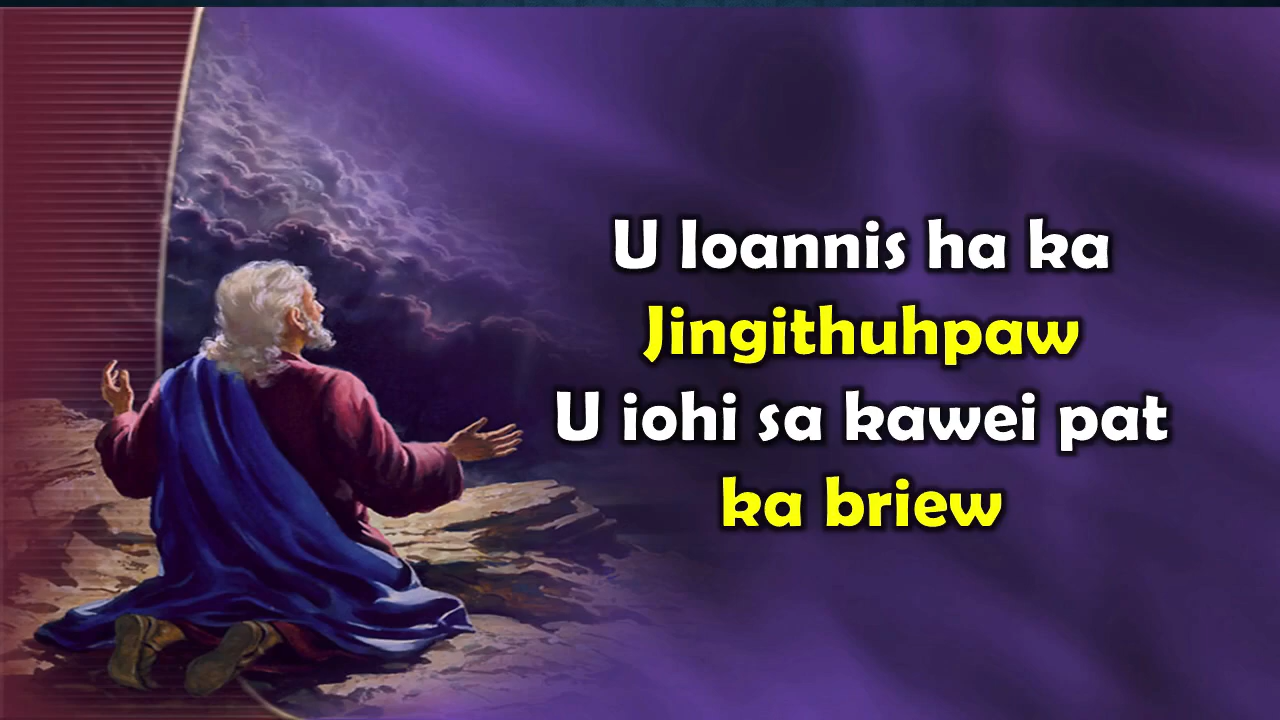 U Ioannis ha ka
Jingithuhpaw
U iohi sa kawei pat
ka briew